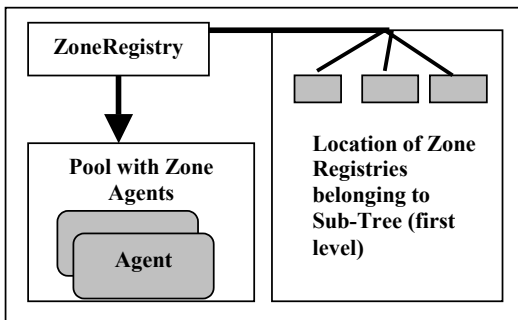 ZoneRegistry
Pool with Zone
Agents
Agent
Location of Zone
Registries
belonging to
Sub-Tree (first
level)